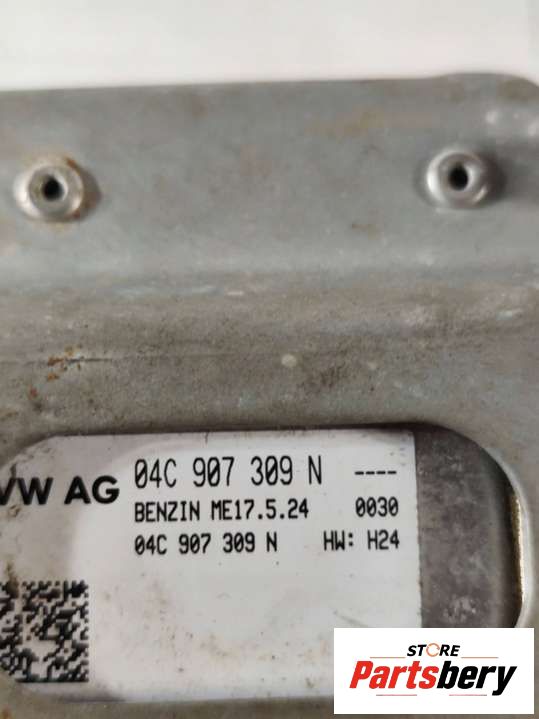 VW AG 04C 907 309 N ----
BENZIN ME17.5.24 0030
04C 907 309 N HW: H24
STORE
Partsbery